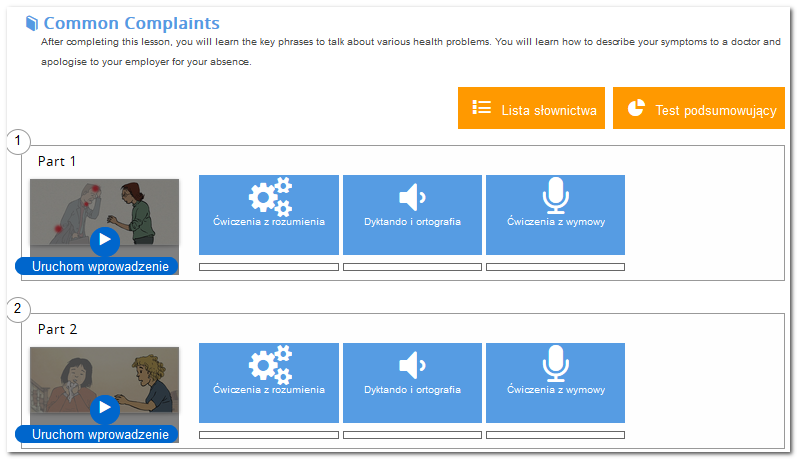 Common Complaints
After completing this lesson, you will learn the key phrases to talk about various health problems. You will learn how to describe your symptoms to a doctor and
apologise to your employer for your absence.
Lista słownictwa
Test podsumowujący
1
Part 1
Uruchom wprowadzenie
Ćwiczenia z rozumienia
Dyktando i ortografia
Ćwiczenia z wymowy
2
Part 2
Uruchom wprowadzenie
Ćwiczenia z rozumienia
Dyktando i ortografia
Ćwiczenia z wymowy